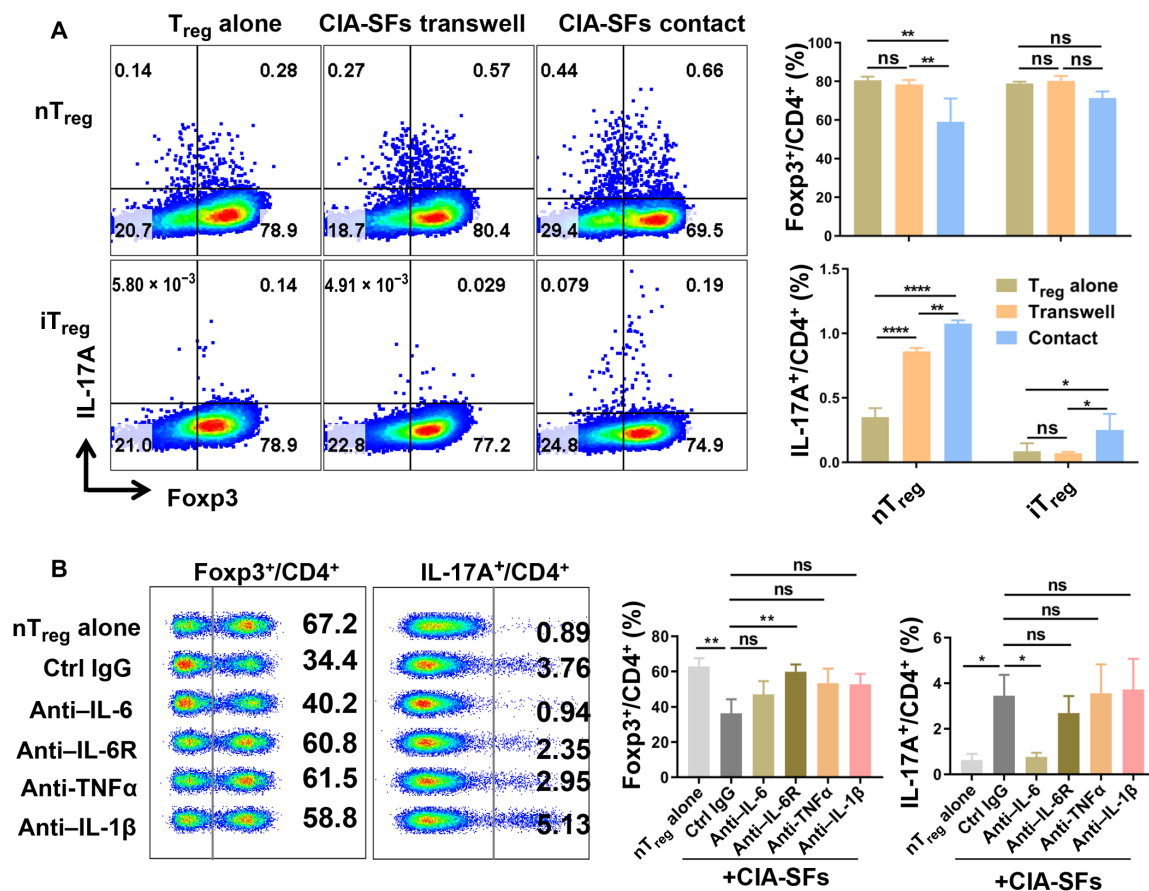 A
Treg alone CIA-SFs transwell CIA-SFs contact
nTreg
0.14 0.28 0.27 0.57 0.44 0.66
20.7 78.9 18.7 80.4 29.4 69.5
iTreg
5.80 × 10⁻³ 0.14 4.91 × 10⁻³ 0.029 0.079 0.19
21.0 78.9 22.8 77.2 24.8 74.9
IL-17A
Foxp3
Foxp3⁺/CD4⁺ (%)
100
80
60
40
20
0
**
ns **
ns
ns ns
IL-17A⁺/CD4⁺ (%)
1.5
1.0
0.5
0.0
****
**
****
*
*
ns
Treg alone
Transwell
Contact
nTreg iTreg
B
Foxp3⁺/CD4⁺ IL-17A⁺/CD4⁺
nTreg alone 67.2 0.89
Ctrl IgG 34.4 3.76
Anti–IL-6 40.2 0.94
Anti–IL-6R 60.8 2.35
Anti-TNFα 61.5 2.95
Anti–IL-1β 58.8 5.13
Foxp3⁺/CD4⁺ (%)
80
60
40
20
0
ns
ns
**
** ns
nTreg alone
Ctrl IgG
Anti-IL-6
Anti-IL-6R
Anti-TNFα
Anti–IL-1β
+CIA-SFs
IL-17A⁺/CD4⁺ (%)
6
4
2
0
ns
ns
ns
* *
nTreg alone
Ctrl IgG
Anti-IL-6
Anti-IL-6R
Anti-TNFα
Anti–IL-1β
+CIA-SFs